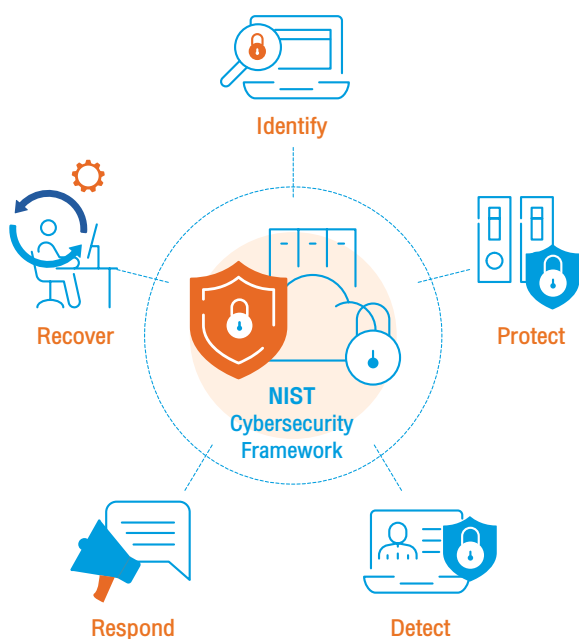 Identify
Recover
Protect
NIST
Cybersecurity
Framework
Respond
Detect